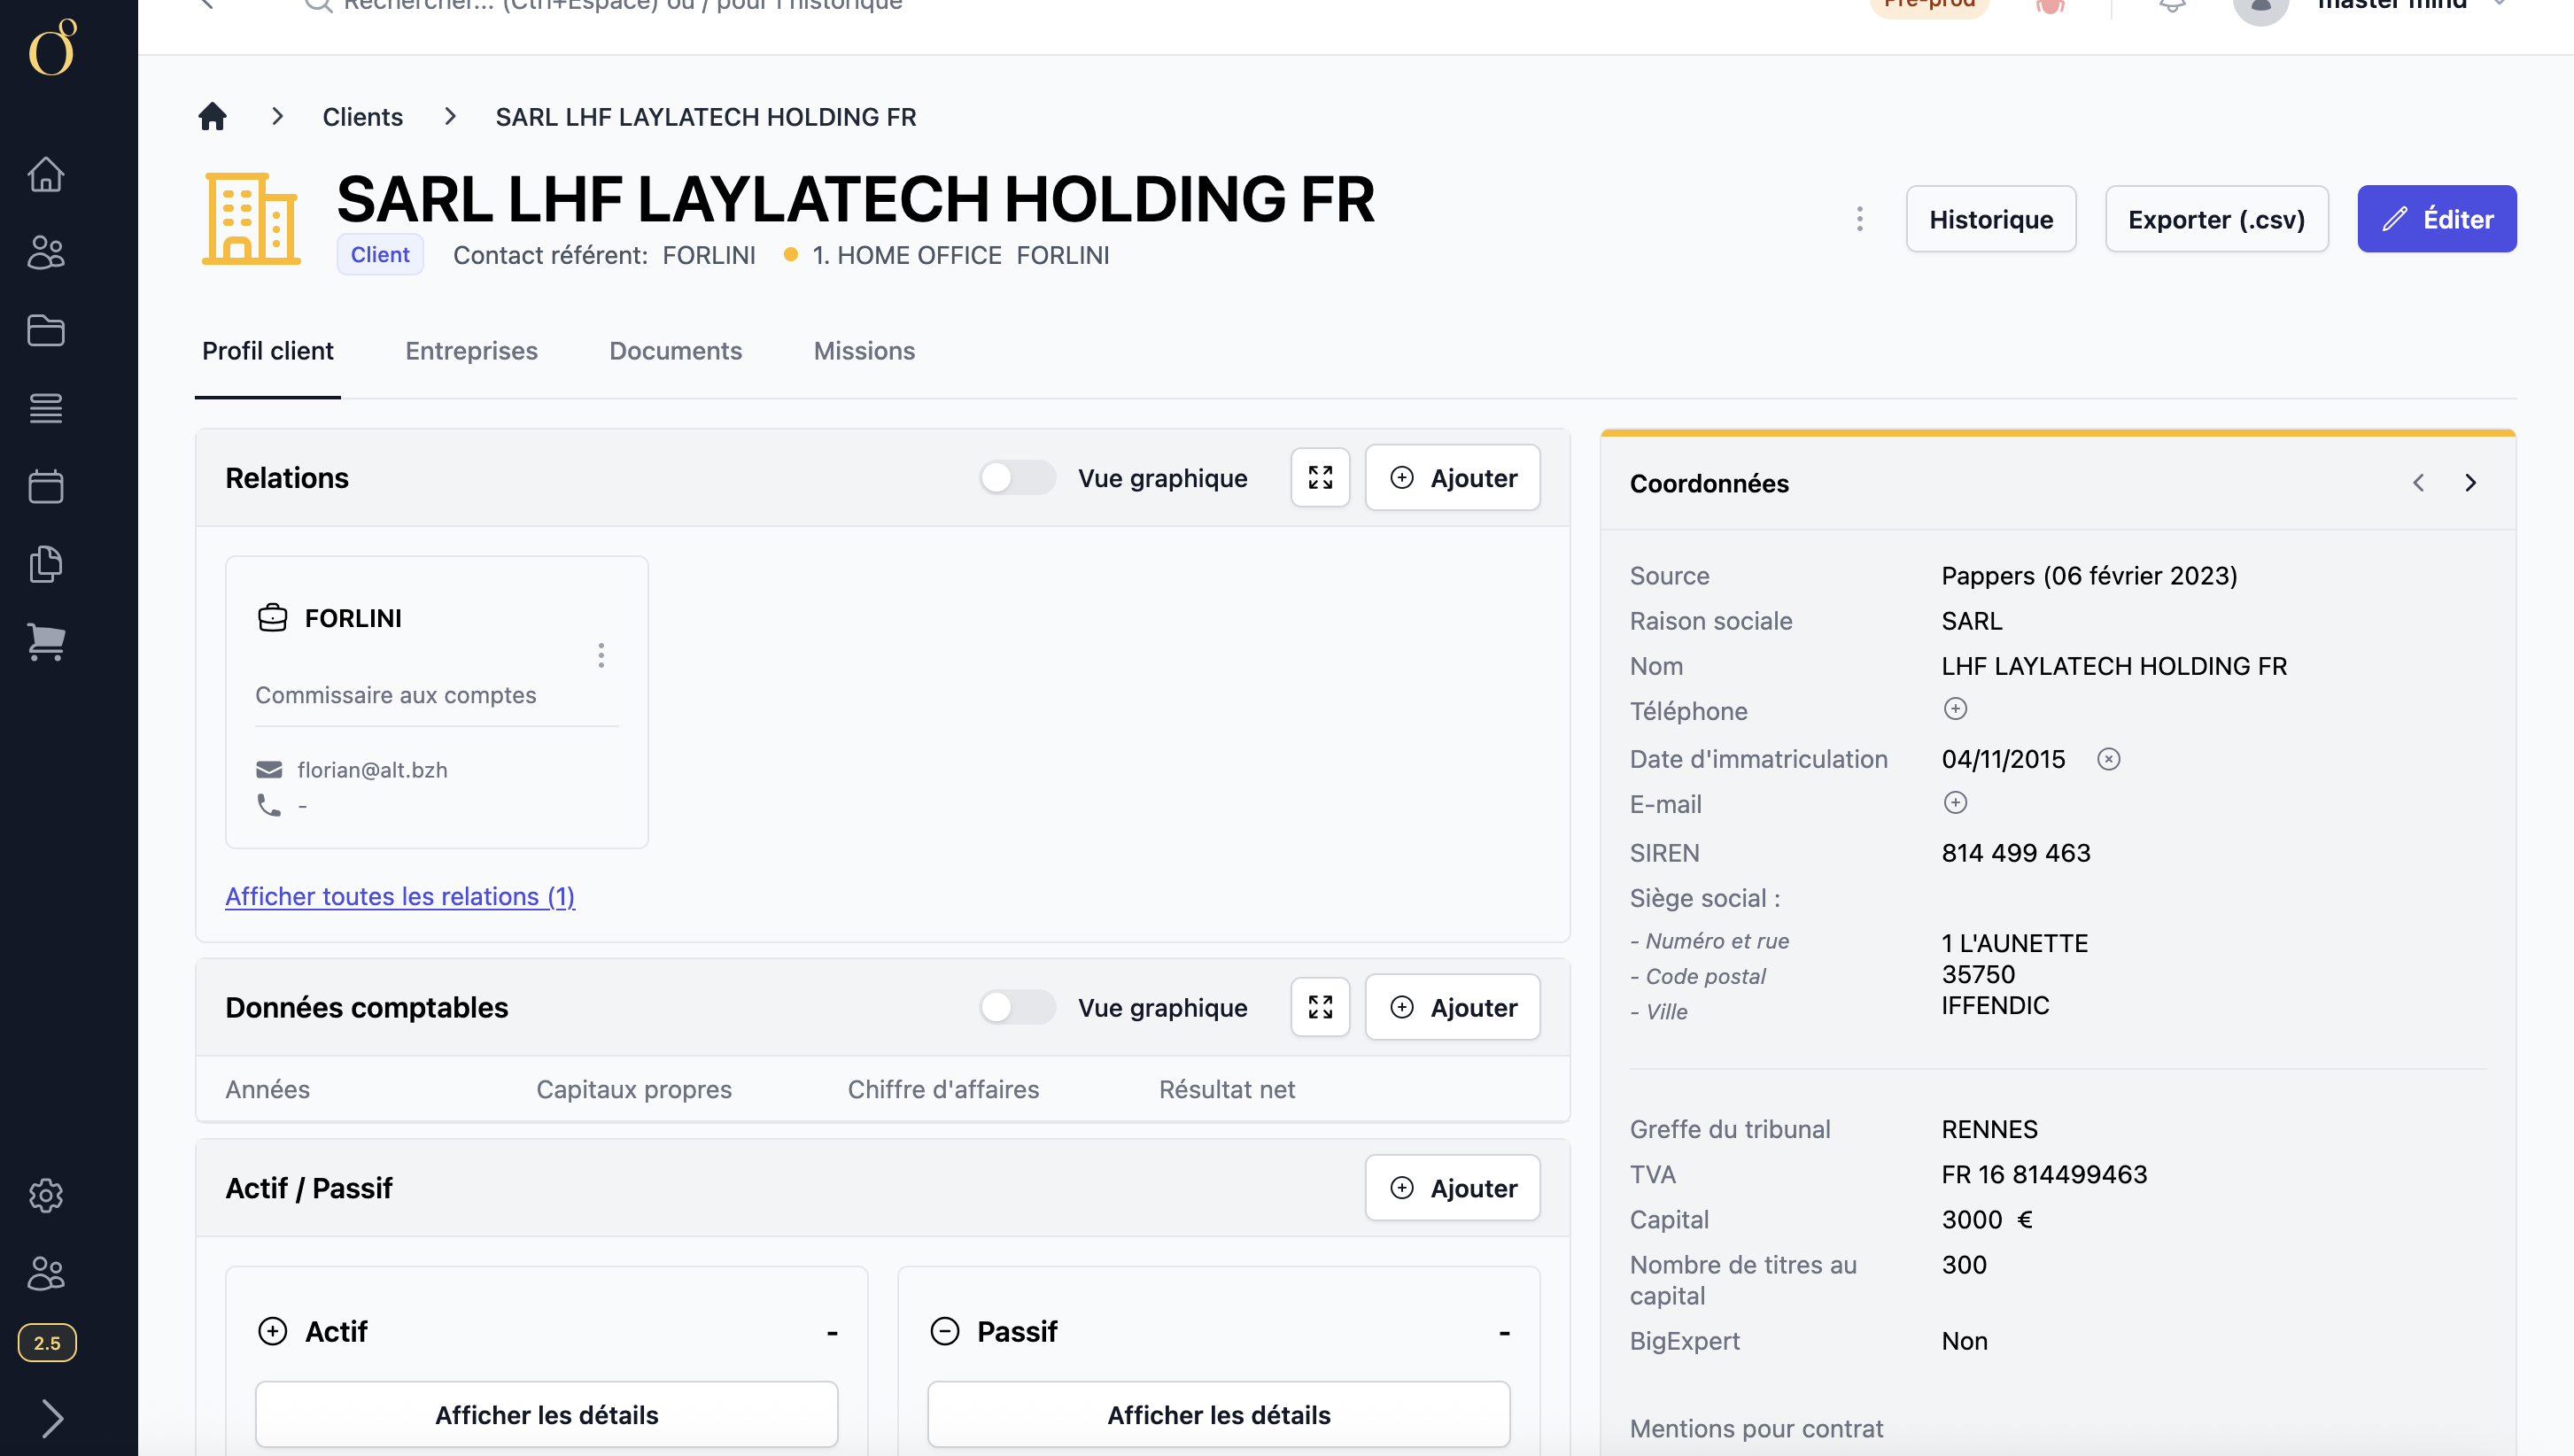 Rechercher... (Ctrl+Espace) ou / pour l'historique
Pré-prod
master mind
Clients
SARL LHF LAYLATECH HOLDING FR
SARL LHF LAYLATECH HOLDING FR
Client
Contact référent: FORLINI
1. HOME OFFICE FORLINI
Historique
Exporter (.csv)
Éditer
Profil client
Entreprises
Documents
Missions
Relations
Vue graphique
Ajouter
FORLINI
Commissaire aux comptes
florian@alt.bzh
-
Afficher toutes les relations (1)
Données comptables
Vue graphique
Ajouter
Années
Capitaux propres
Chiffre d'affaires
Résultat net
Actif / Passif
Ajouter
Actif
-
Afficher les détails
Passif
-
Afficher les détails
Coordonnées
Source Pappers (06 février 2023)
Raison sociale SARL
Nom LHF LAYLATECH HOLDING FR
Téléphone
Date d'immatriculation 04/11/2015
E-mail
SIREN 814 499 463
Siège social :
- Numéro et rue 1 L'AUNETTE
- Code postal 35750
- Ville IFFENDIC
Greffe du tribunal RENNES
TVA FR 16 814499463
Capital 3000 €
Nombre de titres au 300
capital
BigExpert Non
Mentions pour contrat
2.5